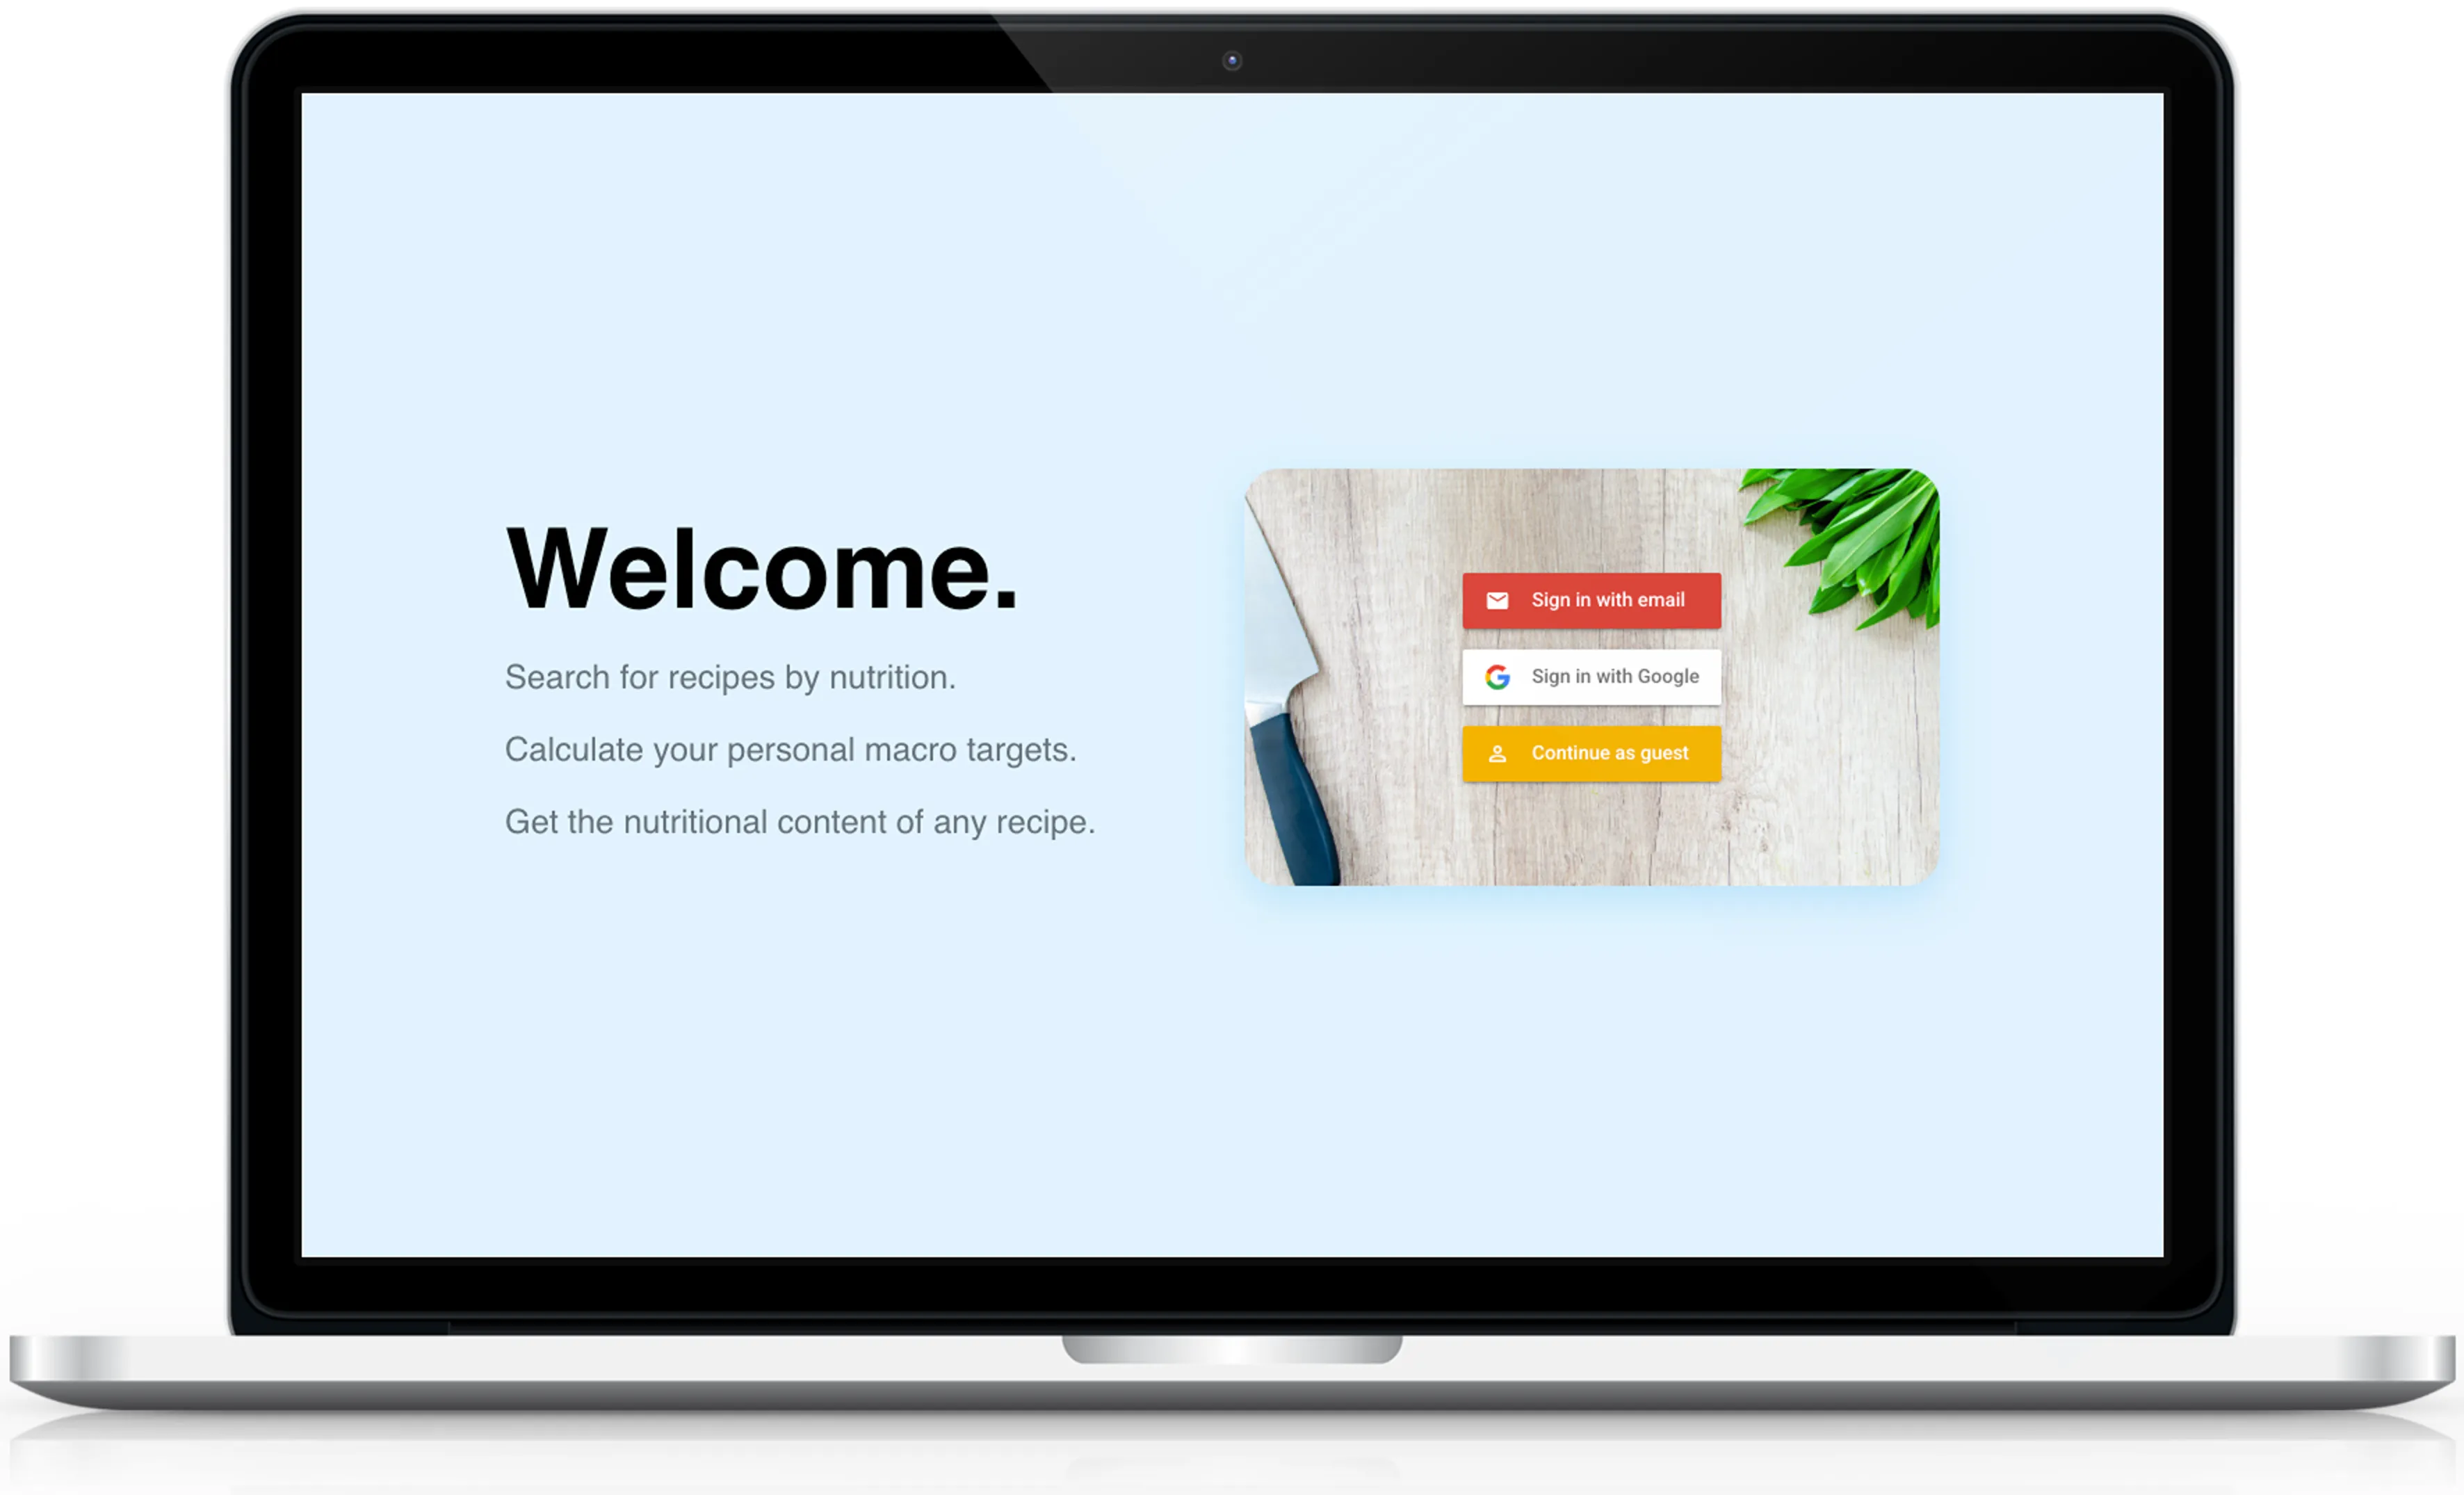 Welcome.
Search for recipes by nutrition.
Calculate your personal macro targets.
Get the nutritional content of any recipe.
Sign in with email
Sign in with Google
Continue as guest